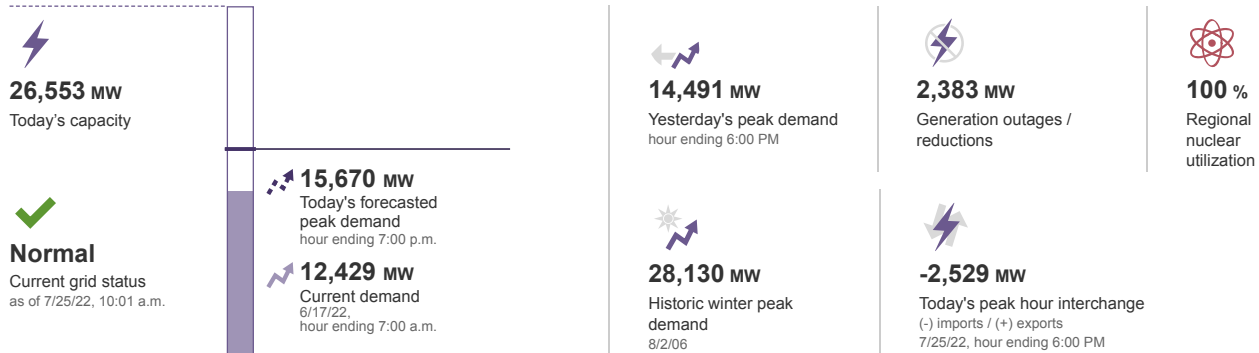 26,553 MW
Today's capacity
Normal
Current grid status
as of 7/25/22, 10:01 a.m.
15,670 MW
Today's forecasted
peak demand
hour ending 7:00 p.m.
12,429 MW
Current demand
6/17/22,
hour ending 7:00 a.m.
14,491 MW
Yesterday's peak demand
hour ending 6:00 PM
2,383 MW
Generation outages /
reductions
100 %
Regional
nuclear
utilization
28,130 MW
Historic winter peak
demand
8/2/06
-2,529 MW
Today's peak hour interchange
(-) imports / (+) exports
7/25/22, hour ending 6:00 PM